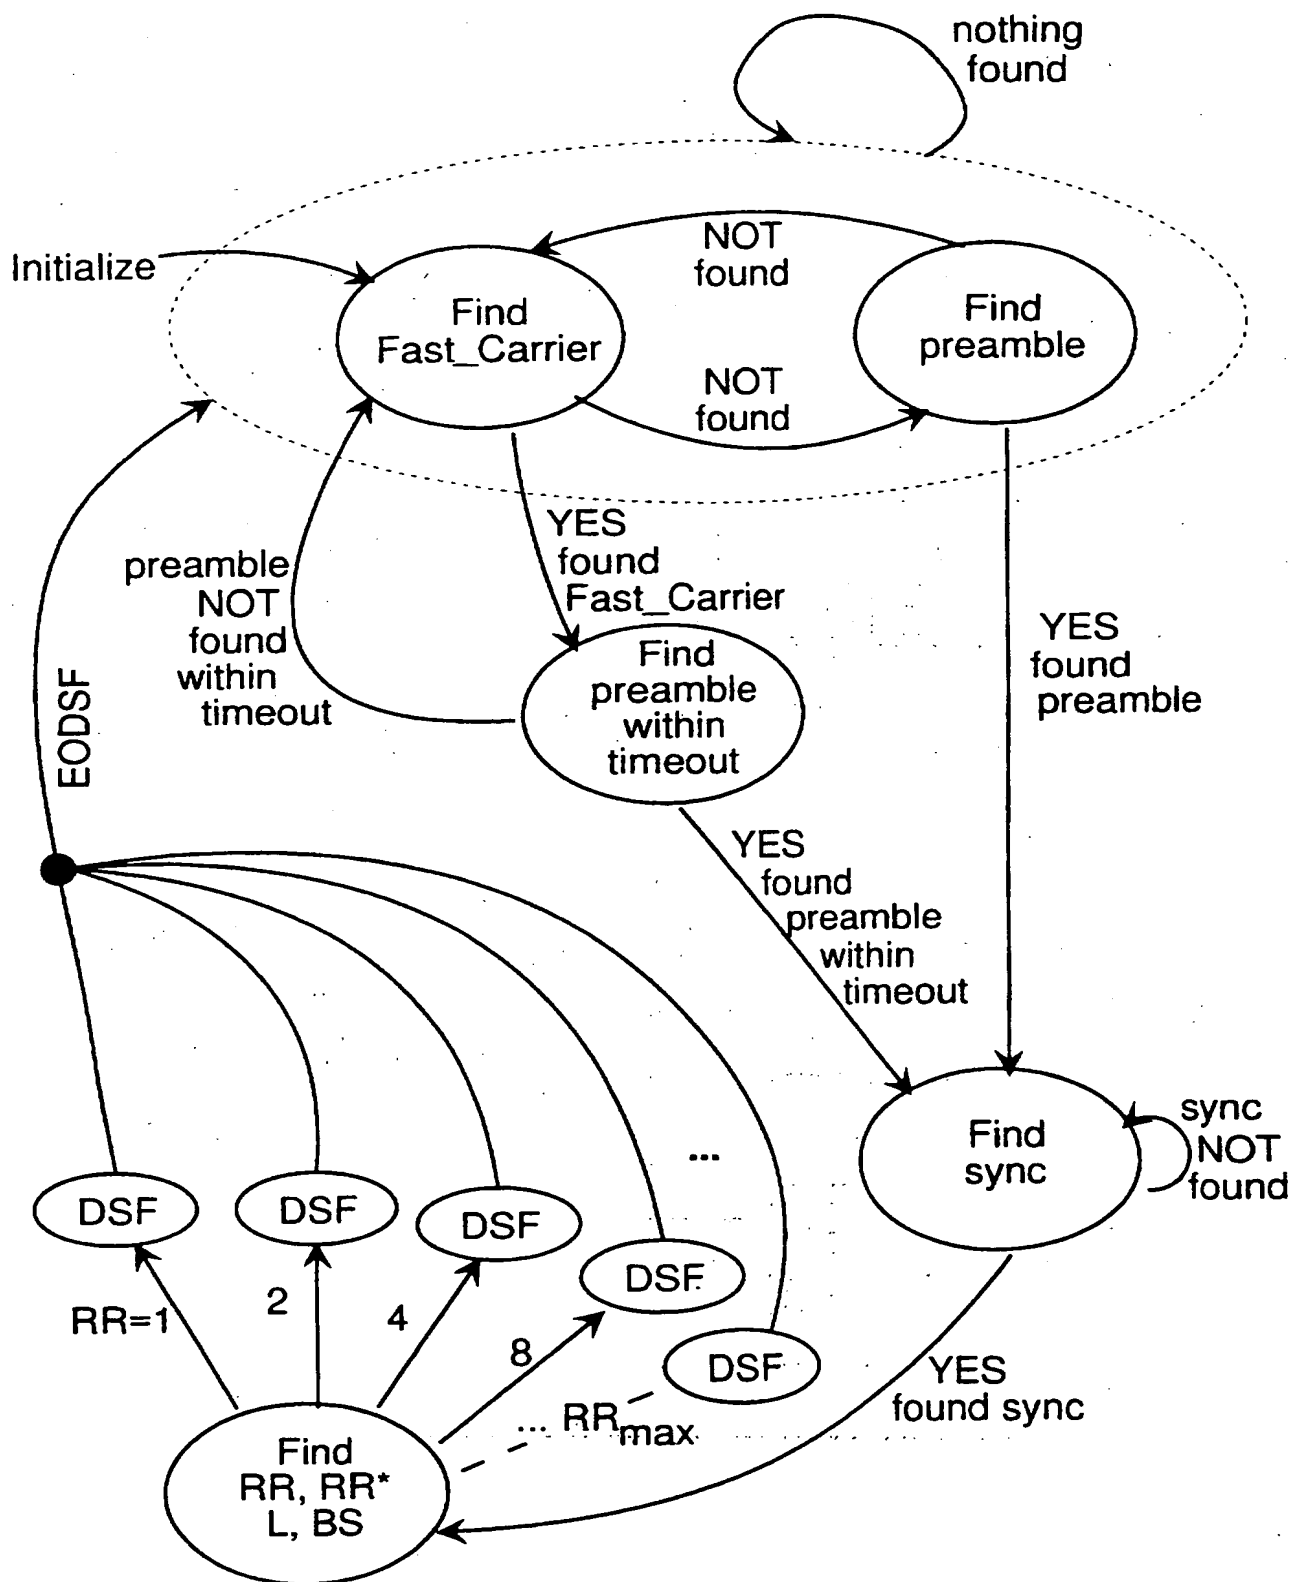 nothing
found
Initialize
NOT
found
Find
Fast_Carrier
Find
preamble
NOT
found
YES
found
Fast_Carrier
preamble
NOT
found
within
timeout
YES
found
preamble
Find
preamble
within
timeout
EODSF
YES
found
preamble
within
timeout
Find
sync
sync
NOT
found
...
DSF
DSF
DSF
DSF
DSF
RR=1
2
4
8
... RRmax
YES
found sync
Find
RR, RR*
L, BS